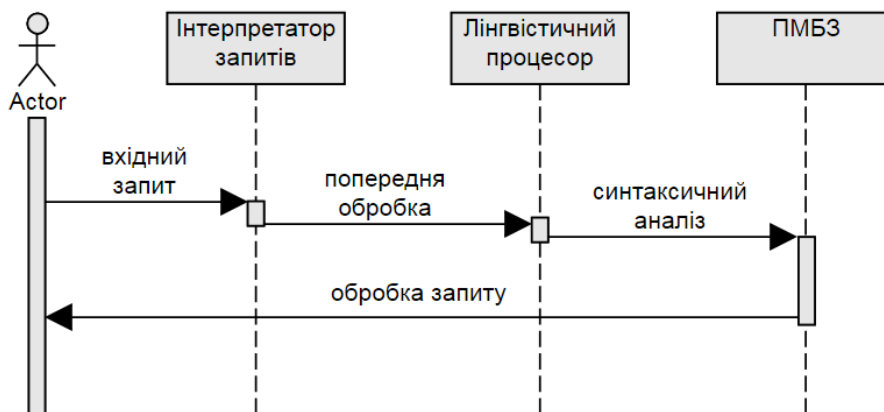 Інтерпретатор
запитів
Лінгвістичний
процесор
ПМБЗ
Actor
вхідний
запит
попередня
обробка
синтаксичний
аналіз
обробка запиту